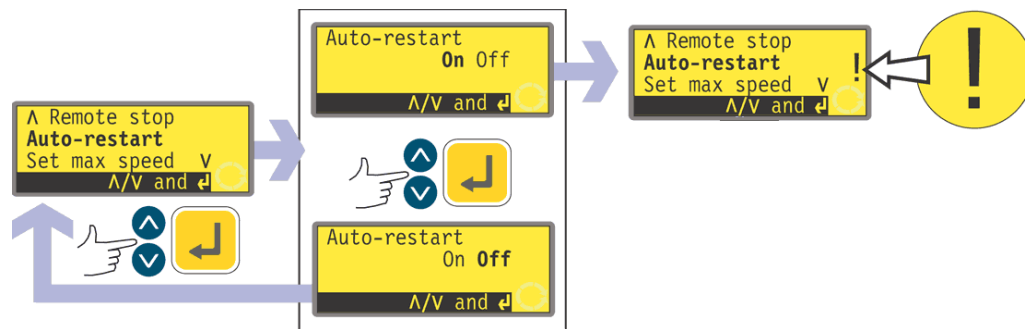 Λ Remote stop
Auto-restart
Set max speed V
Λ/V and ↲
Auto-restart
On Off
Λ/V and ↲
Auto-restart
On Off
Λ/V and ↲
Λ Remote stop
Auto-restart !
Set max speed V
Λ/V and ↲
!